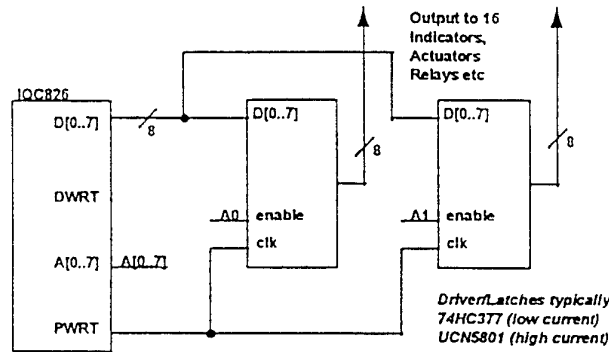 Output to 16
Indicators,
Actuators
Relays etc
IOC826
D[0..7]
8
D[0..7]
8
D[0..7]
8
DWRT
A0
enable
A1
enable
clk
clk
A[0..7]
A[0..7]
PWRT
Driver/Latches typically
74HC377 (low current)
UCN5801 (high current)